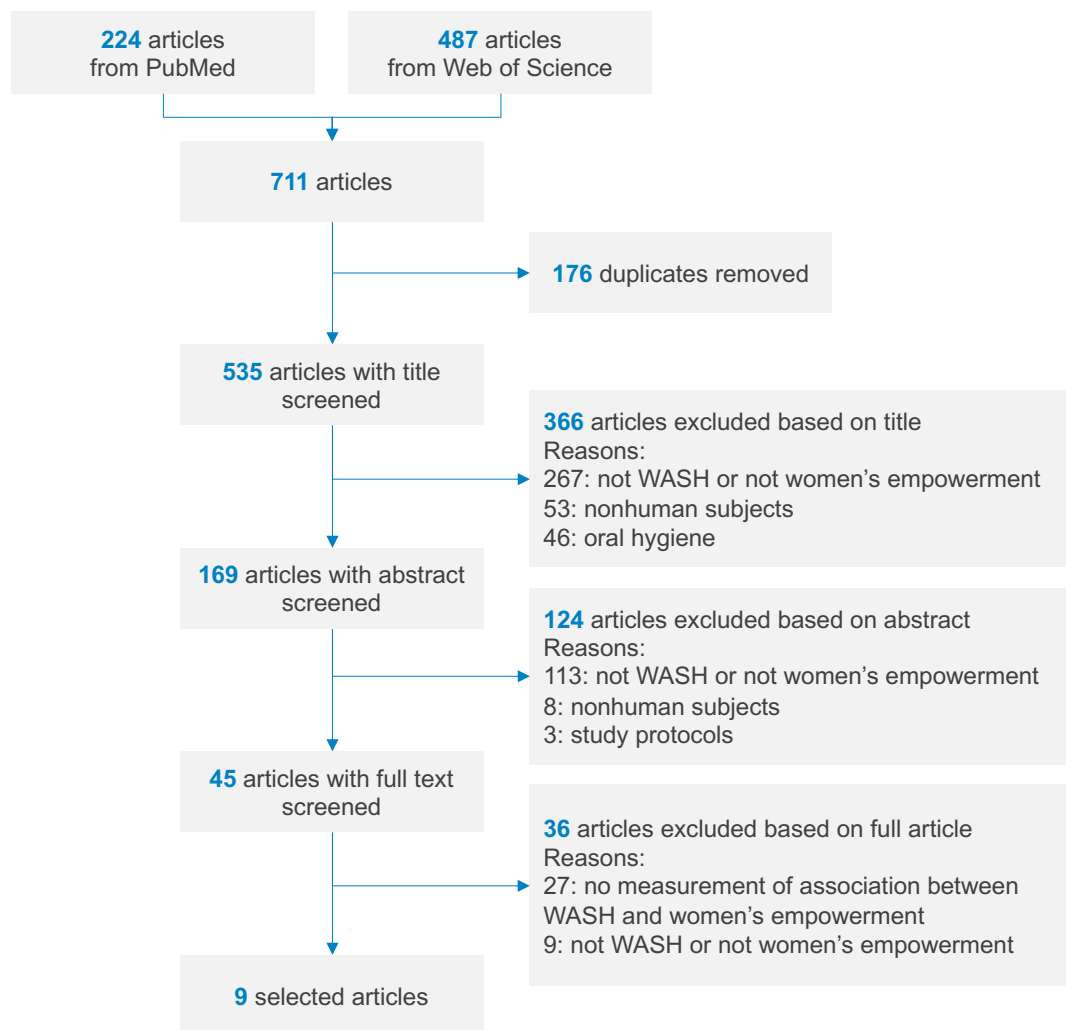 224 articles
from PubMed
487 articles
from Web of Science
711 articles
176 duplicates removed
535 articles with title
screened
366 articles excluded based on title
Reasons:
267: not WASH or not women’s empowerment
53: nonhuman subjects
46: oral hygiene
169 articles with abstract
screened
124 articles excluded based on abstract
Reasons:
113: not WASH or not women’s empowerment
8: nonhuman subjects
3: study protocols
45 articles with full text
screened
36 articles excluded based on full article
Reasons:
27: no measurement of association between
WASH and women’s empowerment
9: not WASH or not women’s empowerment
9 selected articles